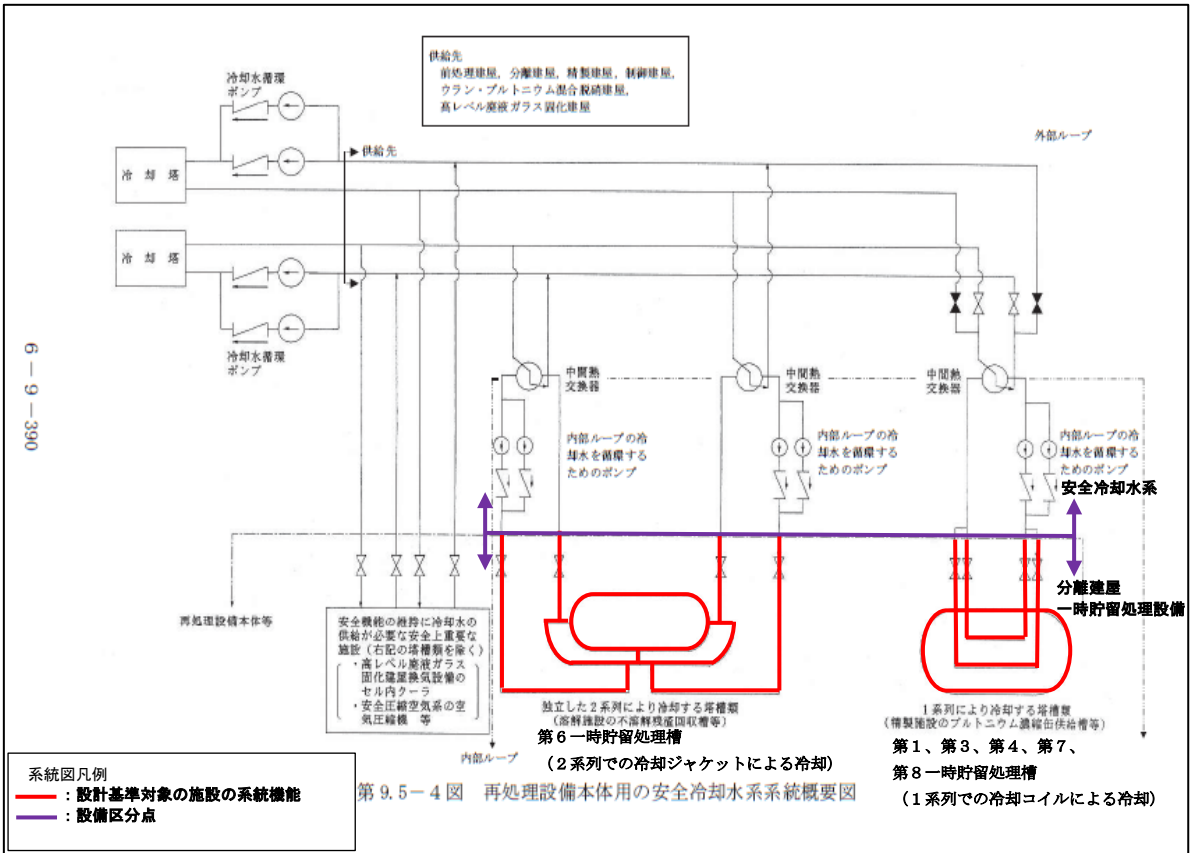 供給先
前処理建屋，分離建屋，精製建屋，制御建屋，
ウラン・プルトニウム混合脱硝建屋，
高レベル廃液ガラス固化建屋
冷却水循環
ポンプ
外部ループ
供給先
冷却塔
冷却塔
冷却水循環
ポンプ
6－9－390
中間熱
交換器
中間熱
交換器
中間熱
交換器
内部ループの冷
却水を循環する
ためのポンプ
内部ループの冷
却水を循環する
ためのポンプ
内部ループの冷
却水を循環する
ためのポンプ
安全冷却水系
分離建屋
一時貯留処理設備
再処理設備本体等
安全機能の維持に冷却水の
供給が必要な安全上重要な
施設（右記の塔槽類を除く）
・高レベル廃液ガラス
固化建屋換気設備の
セル内クーラ
・安全圧縮空気系の空
気圧縮機 等
独立した2系列により冷却する塔槽類
（溶解施設の不溶解残渣回収槽等）
第６一時貯留処理槽
（２系列での冷却ジャケットによる冷却）
1系列により冷却する塔槽類
（精製施設のプルトニウム濃縮缶供給槽等）
第１、第３、第４、第７、
第８一時貯留処理槽
（１系列での冷却コイルによる冷却）
内部ループ
第9.5－4図 再処理設備本体用の安全冷却水系系統概要図
系統図凡例
：設計基準対象の施設の系統機能
：設備区分点